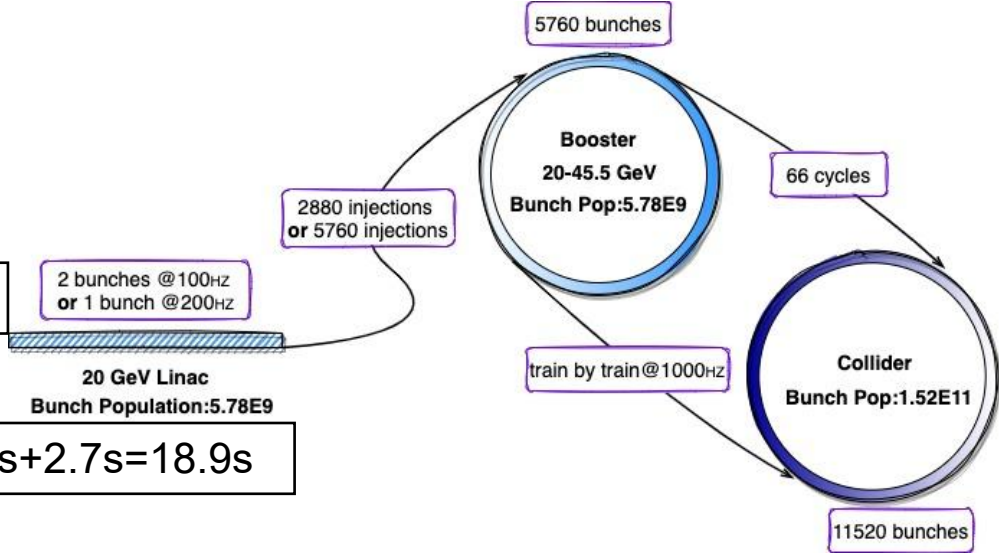 5760 bunches
Booster
20-45.5 GeV
Bunch Pop:5.78E9
66 cycles
2880 injections
or 5760 injections
2 bunches @100HZ
or 1 bunch @200HZ
20 GeV Linac
Bunch Population:5.78E9
train by train@1000HZ
Collider
Bunch Pop:1.52E11
s+2.7s=18.9s
11520 bunches